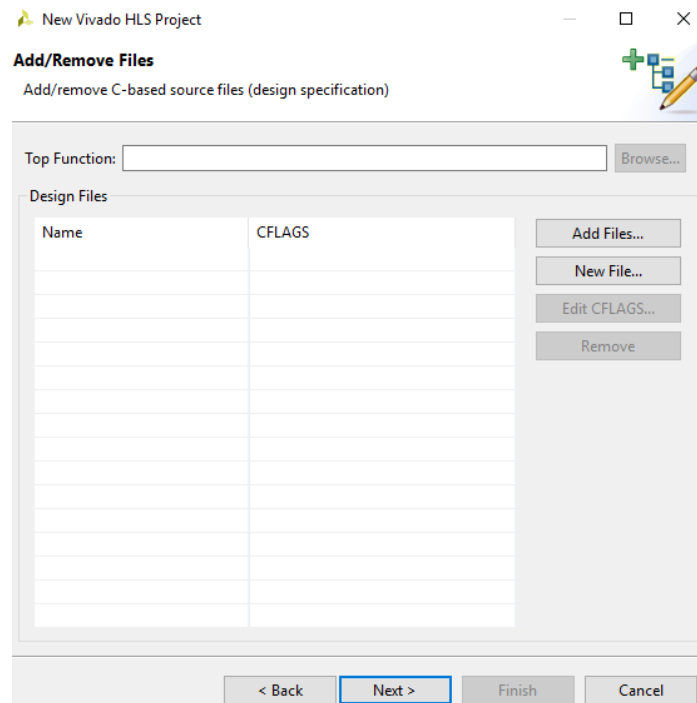 New Vivado HLS Project
Add/Remove Files
Add/remove C-based source files (design specification)
Top Function:
Browse...
Design Files
Name
CFLAGS
Add Files...
New File...
Edit CFLAGS...
Remove
< Back
Next >
Finish
Cancel